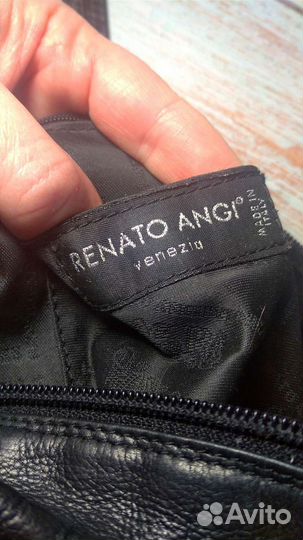 RENATO ANGI®
venezia
MADE IN
ITALY
Avito